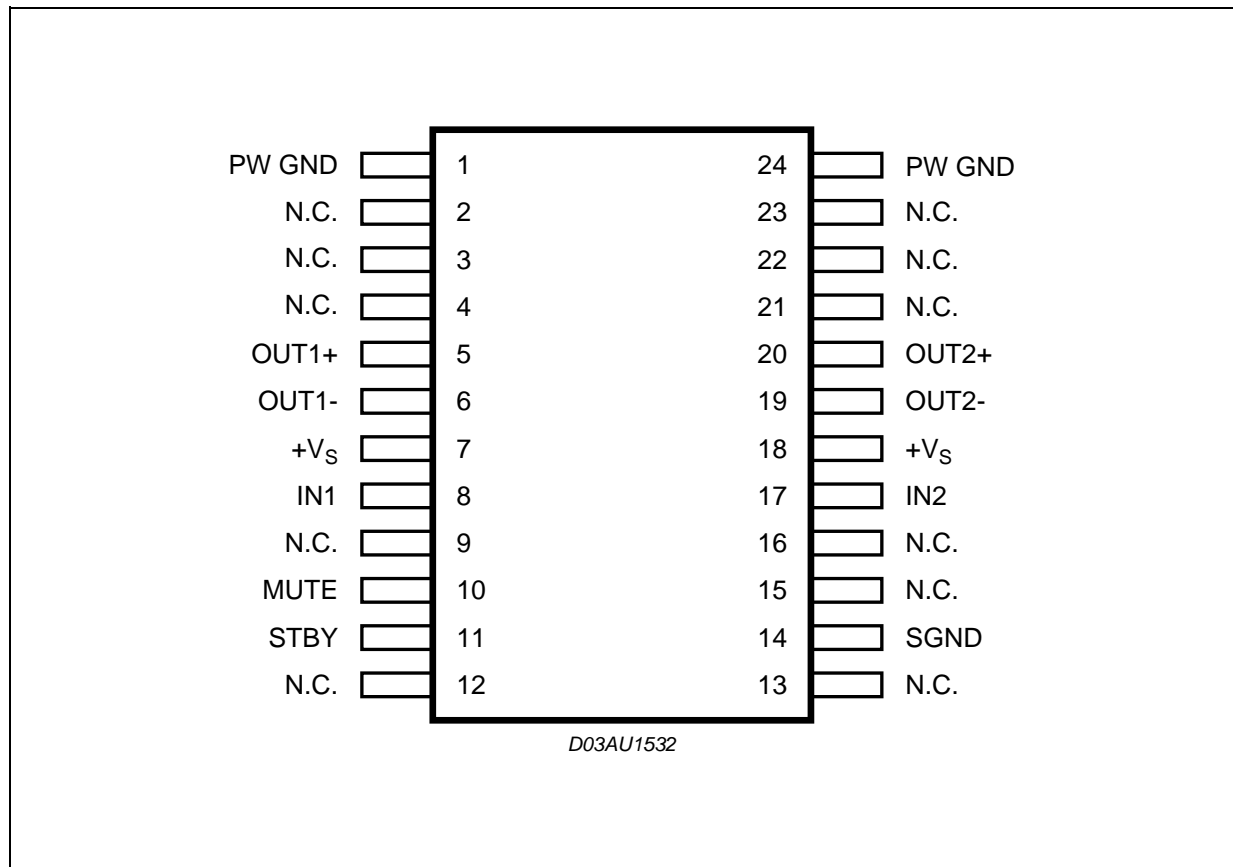 PW GND 1 24 PW GND
N.C. 2 23 N.C.
N.C. 3 22 N.C.
N.C. 4 21 N.C.
OUT1+ 5 20 OUT2+
OUT1- 6 19 OUT2-
+VS 7 18 +VS
IN1 8 17 IN2
N.C. 9 16 N.C.
MUTE 10 15 N.C.
STBY 11 14 SGND
N.C. 12 13 N.C.
D03AU1532